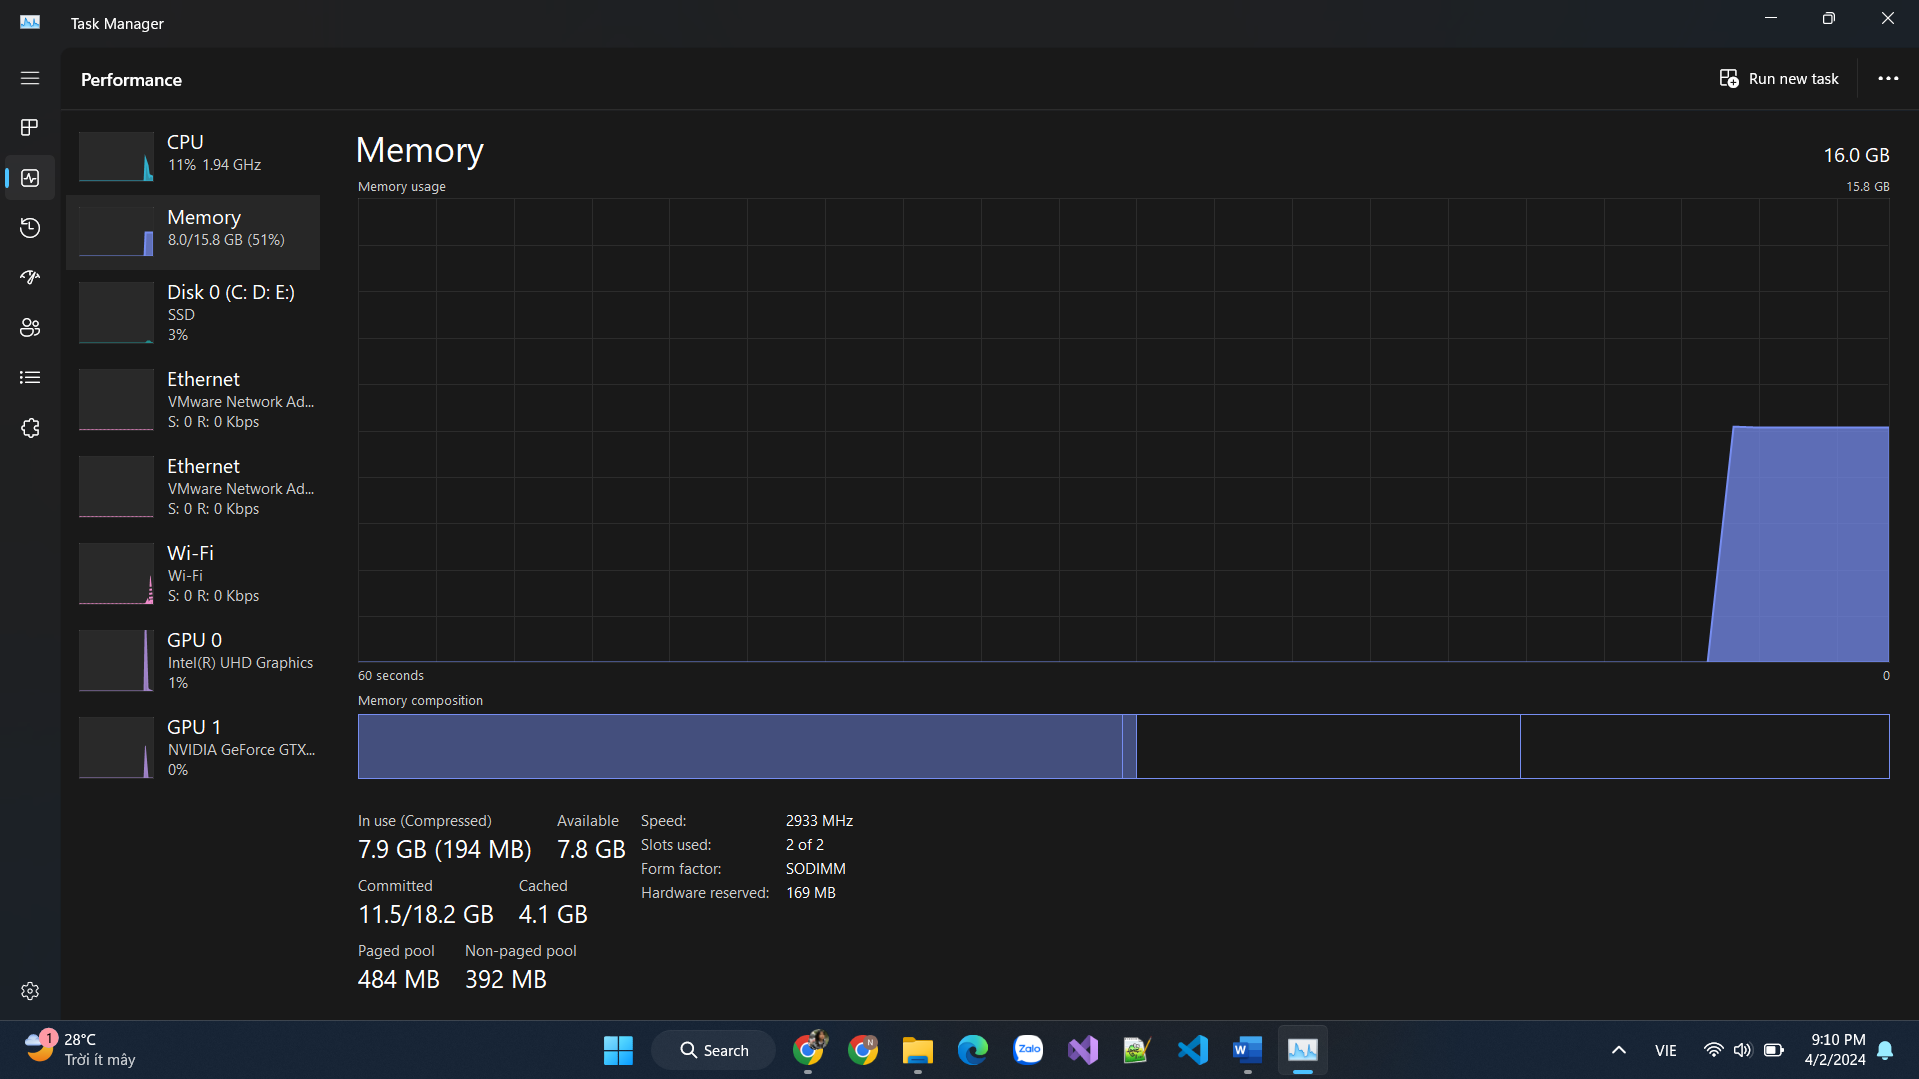 Task Manager
Performance
Run new task
CPU
11% 1.94 GHz
Memory
8.0/15.8 GB (51%)
Disk 0 (C: D: E:)
SSD
3%
Ethernet
VMware Network Ad...
S: 0 R: 0 Kbps
Ethernet
VMware Network Ad...
S: 0 R: 0 Kbps
Wi-Fi
Wi-Fi
S: 0 R: 0 Kbps
GPU 0
Intel(R) UHD Graphics
1%
GPU 1
NVIDIA GeForce GTX...
0%
Memory
16.0 GB
Memory usage
15.8 GB
60 seconds
0
Memory composition
In use (Compressed)
7.9 GB (194 MB)
Available
7.8 GB
Committed
11.5/18.2 GB
Cached
4.1 GB
Paged pool
484 MB
Non-paged pool
392 MB
Speed: 2933 MHz
Slots used: 2 of 2
Form factor: SODIMM
Hardware reserved: 169 MB
1
28°C
Trời ít mây
Search
N
Zalo
W
VIE
9:10 PM
4/2/2024